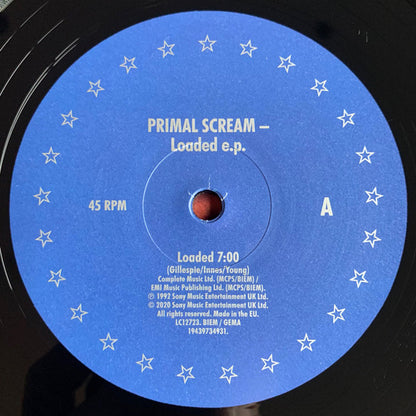 PRIMAL SCREAM –
Loaded e.p.
45 RPM
A
Loaded 7:00
(Gillespie/Innes/Young)
Complete Music Ltd. (MCPS/BIEM) /
EMI Music Publishing Ltd. (MCPS/BIEM).
℗ 1992 Sony Music Entertainment UK Ltd.
© 2020 Sony Music Entertainment UK Ltd.
All rights reserved. Made in the EU.
LC12723. BIEM / GEMA
19439734931.